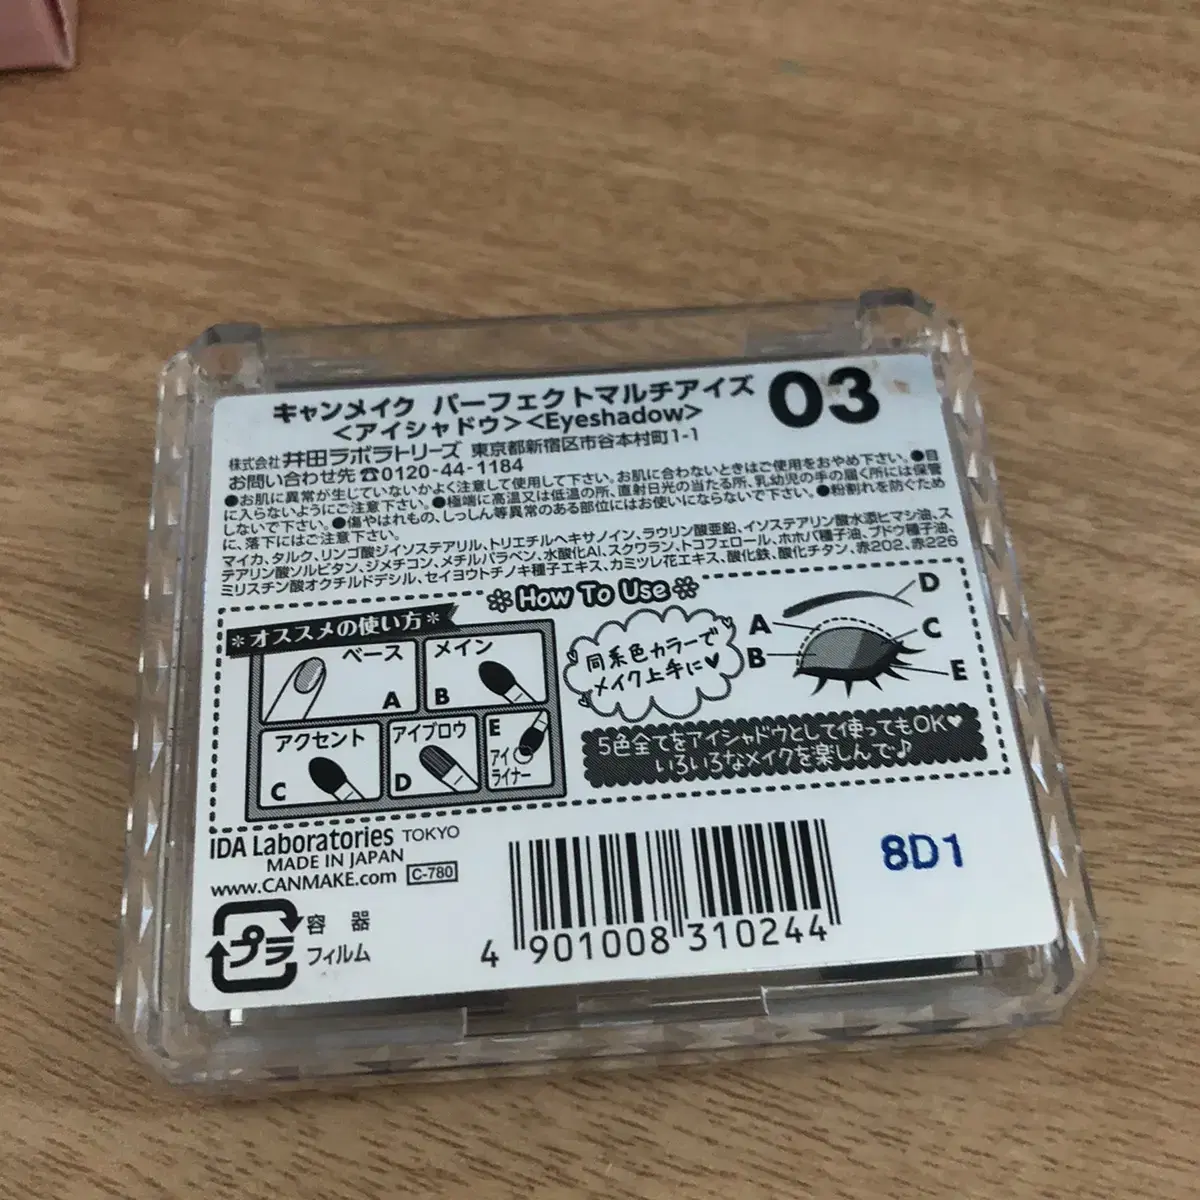 キャンメイク パーフェクトマルチアイズ
<アイシャドウ><Eyeshadow>
03
株式会社 井田ラボラトリーズ 東京都新宿区市谷本村町1-1
お問い合わせ先☎0120-44-1184
●お肌に異常が生じていないかよく注意して使用して下さい。お肌に合わないときはご使用をおやめ下さい。●目
に入らないようにご注意下さい。●極端に高温又は低温の所、直射日光の当たる所、乳幼児の手の届く所には保管
しないで下さい。●傷やはれもの、しっしん等異常のある部位にはお使いにならないで下さい。●粉割れを防ぐため
に、落下にはご注意下さい。
マイカ、タルク、リンゴ酸ジイソステアリル、トリエチルヘキサノイン、ラウリン酸亜鉛、イソステアリン酸水添ヒマシ油、ス
テアリン酸ソルビタン、ジメチコン、メチルパラベン、水酸化Al、スクワラン、トコフェロール、ホホバ種子油、ブドウ種子油、
ミリスチン酸オクチルドデシル、セイヨウトチノキ種子エキス、カミツレ花エキス、酸化鉄、酸化チタン、赤202、赤226
How To Use
*オススメの使い方*
ベース
A
メイン
B
アクセント
C
アイブロウ
D
E
アイ
ライナー
同系色カラーで
メイク上手に♥
A
B
D
C
E
5色全てをアイシャドウとして使ってもOK♥
いろいろなメイクを楽しんで♪
IDA Laboratories TOKYO
MADE IN JAPAN
www.CANMAKE.com C-780
プラ
容器
フィルム
4 901008 310244
8D1